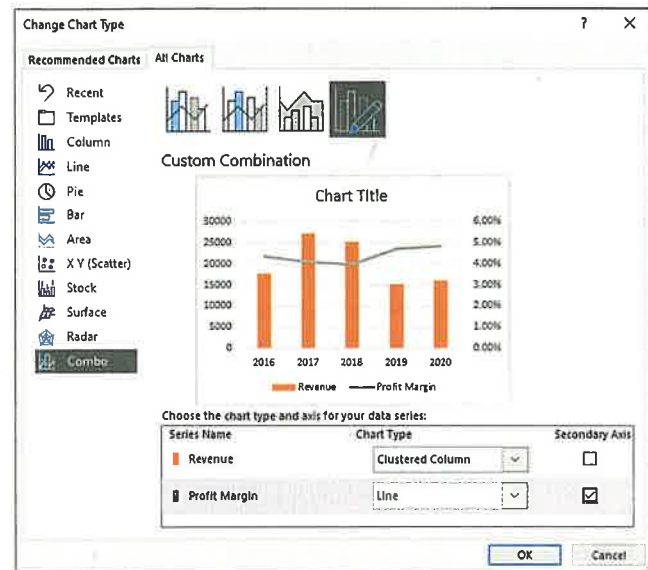 Change Chart Type ? ×
Recommended Charts All Charts
Recent
Templates
Column
Line
Pie
Bar
Area
X Y (Scatter)
Stock
Surface
Radar
Combo
Custom Combination
Chart Title
30000 6.00%
25000 5.00%
20000 4.00%
15000 3.00%
10000 2.00%
5000 1.00%
0 0.00%
2016 2017 2018 2019 2020
Revenue Profit Margin
Choose the chart type and axis for your data series:
Series Name Chart Type Secondary Axis
Revenue Clustered Column
Profit Margin Line
OK Cancel